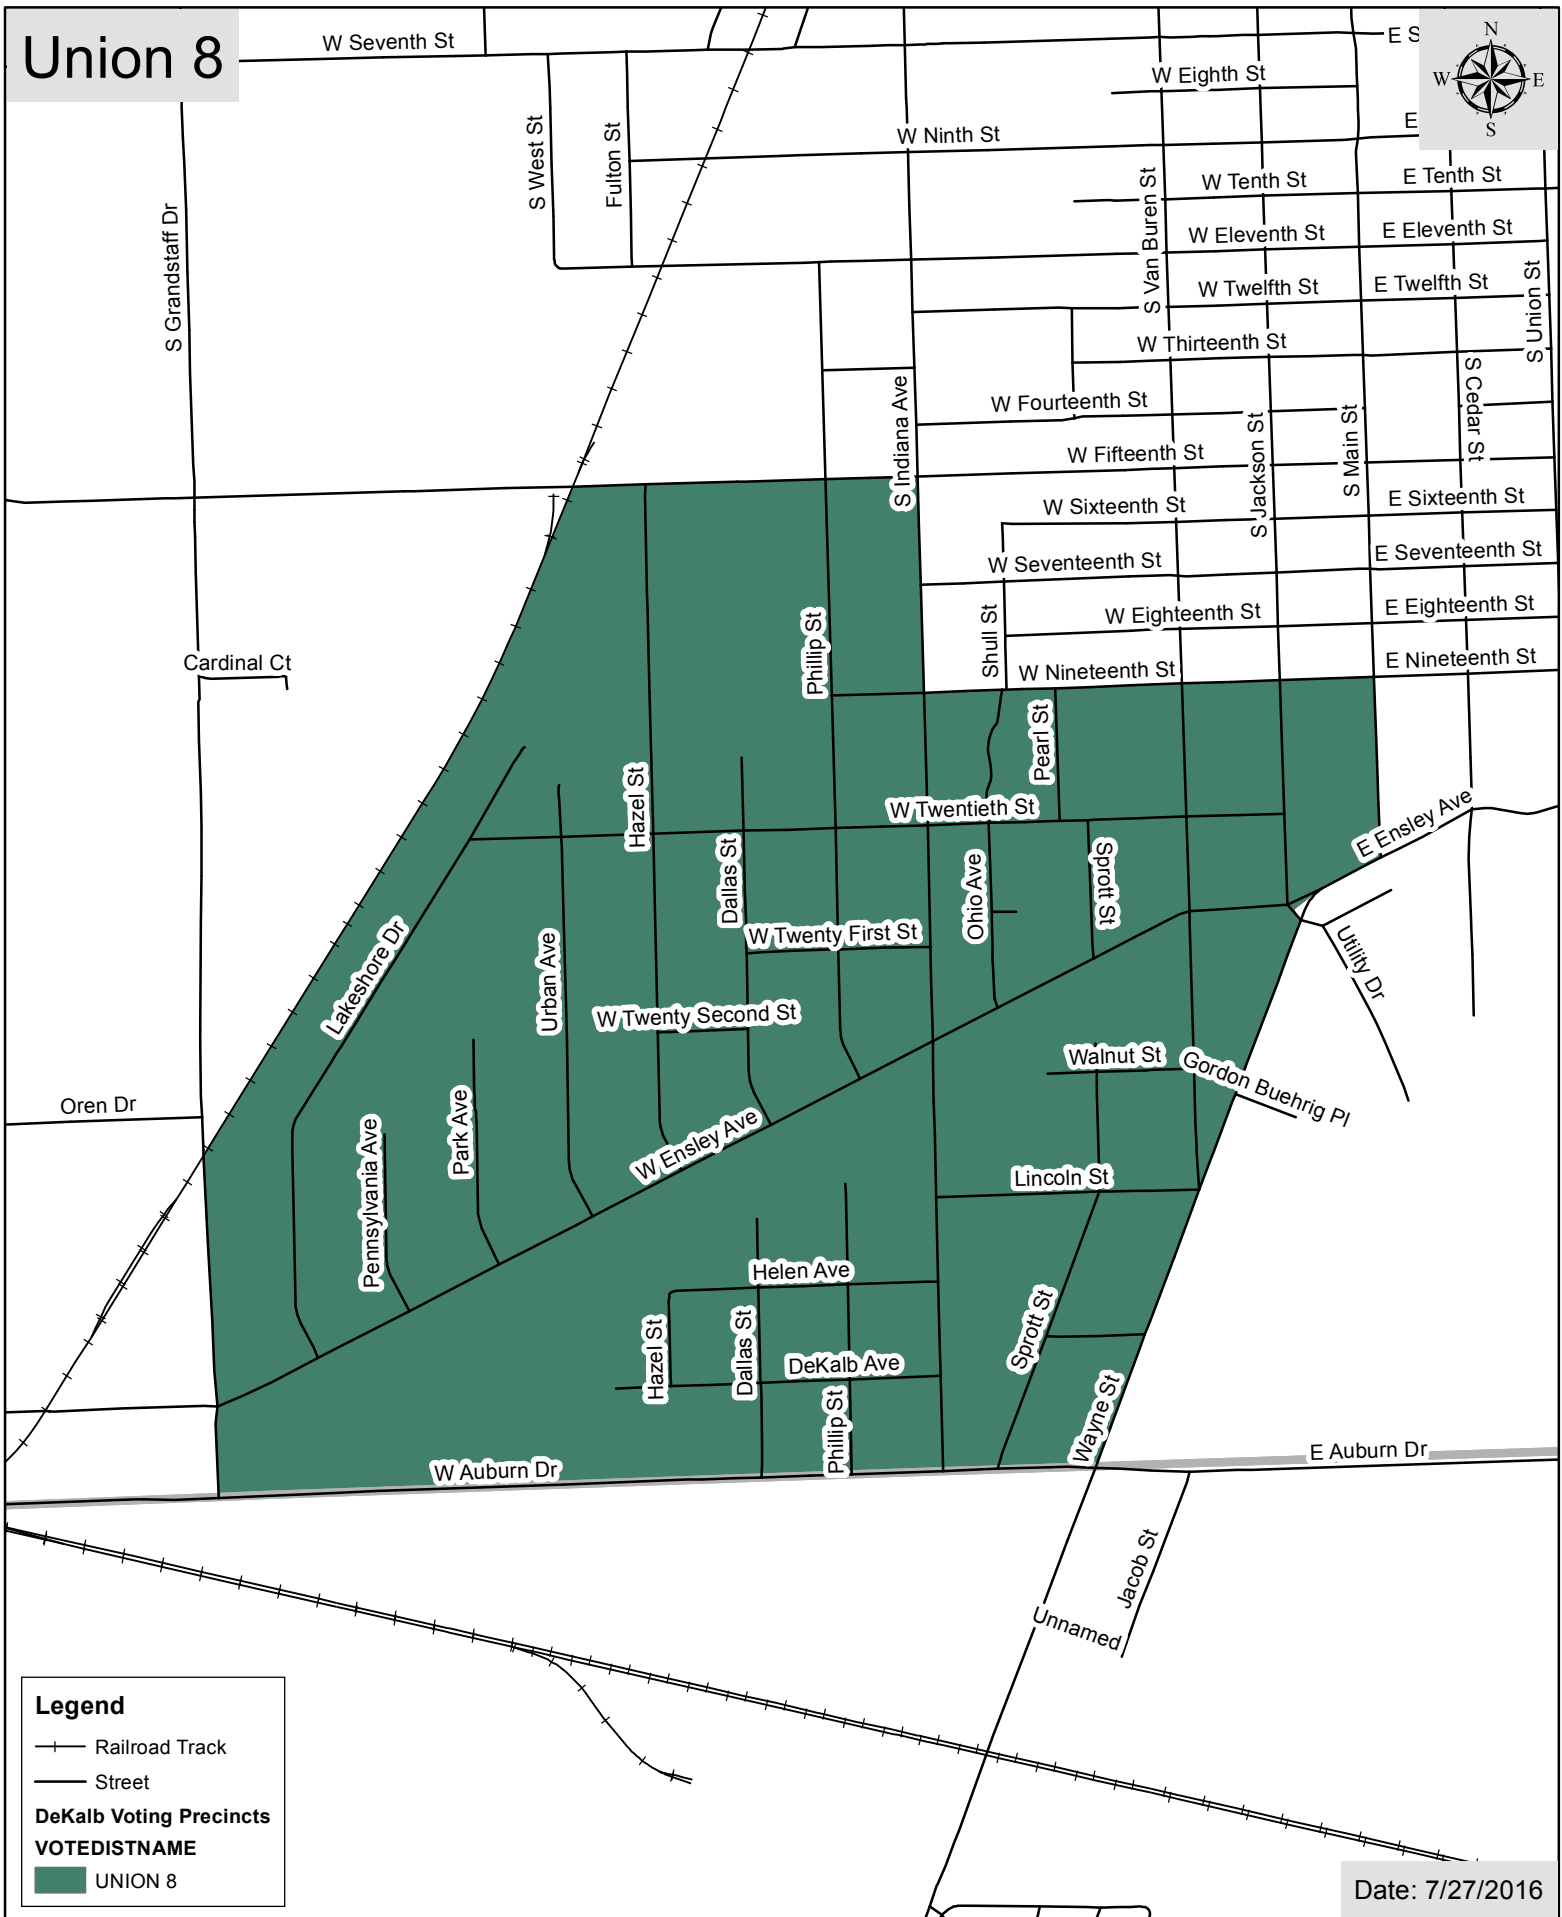 Union 8
W Seventh St
E S
N
W
E
S
W Eighth St
S West St
Fulton St
W Ninth St
E
S Grandstaff Dr
S Van Buren St
W Tenth St
E Tenth St
W Eleventh St
E Eleventh St
W Twelfth St
E Twelfth St
S Union St
W Thirteenth St
S Indiana Ave
W Fourteenth St
S Cedar St
S Jackson St
S Main St
W Fifteenth St
W Sixteenth St
E Sixteenth St
W Seventeenth St
E Seventeenth St
Shull St
W Eighteenth St
E Eighteenth St
Phillip St
Cardinal Ct
W Nineteenth St
E Nineteenth St
Pearl St
Hazel St
W Twentieth St
E Ensley Ave
Dallas St
Ohio Ave
Sprott St
Lakeshore Dr
Urban Ave
W Twenty First St
Utility Dr
W Twenty Second St
Walnut St
Gordon Buehrig Pl
Oren Dr
Park Ave
Pennsylvania Ave
W Ensley Ave
Lincoln St
Helen Ave
Hazel St
Dallas St
DeKalb Ave
Sprott St
Phillip St
Wayne St
W Auburn Dr
E Auburn Dr
Jacob St
Unnamed
Legend
Railroad Track
Street
DeKalb Voting Precincts
VOTEDISTNAME
UNION 8
Date: 7/27/2016